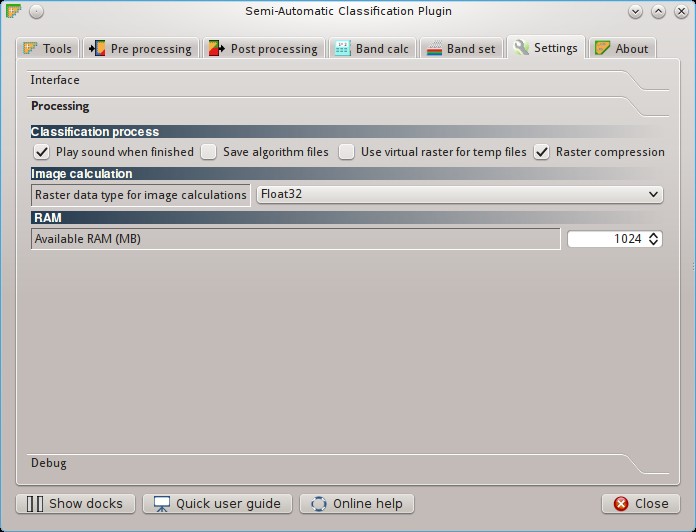 Semi-Automatic Classification Plugin
Tools Pre processing Post processing Band calc Band set Settings About
Interface
Processing
Classification process
Play sound when finished Save algorithm files Use virtual raster for temp files Raster compression
Image calculation
Raster data type for image calculations Float32
RAM
Available RAM (MB) 1024
Debug
Show docks Quick user guide Online help Close